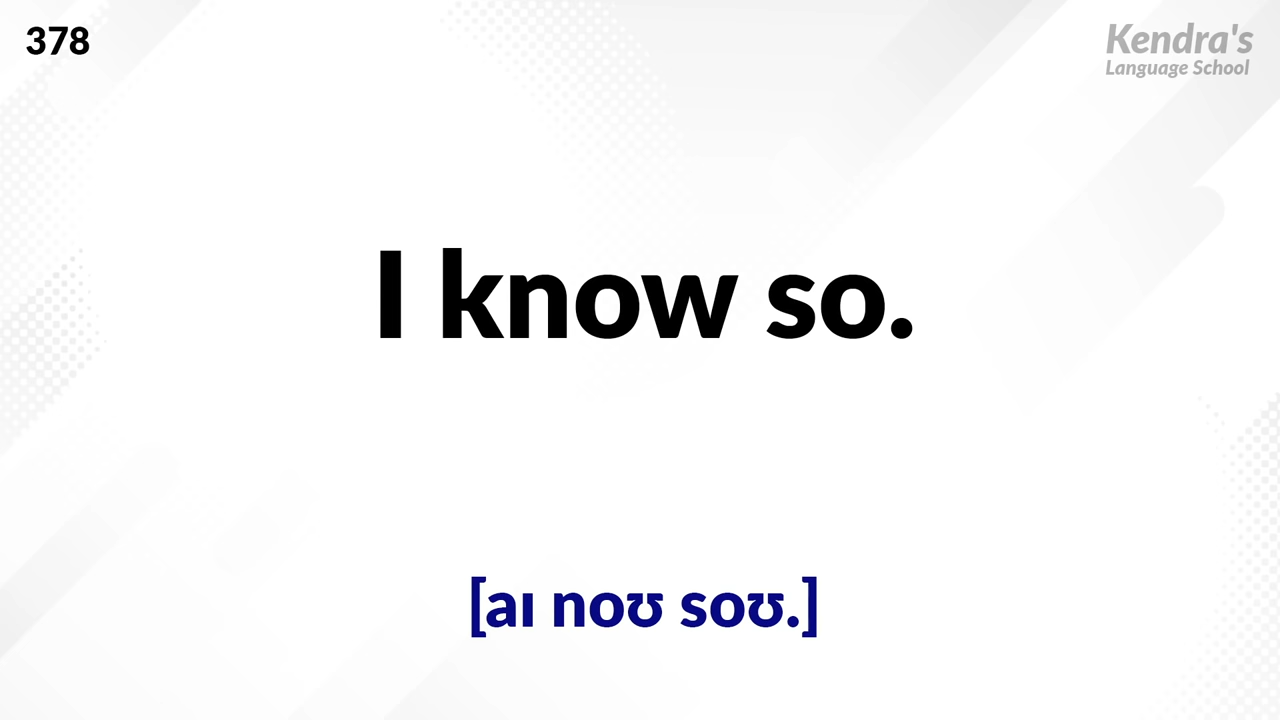 378
Kendra's
Language School
I know so.
[aɪ noʊ soʊ.]